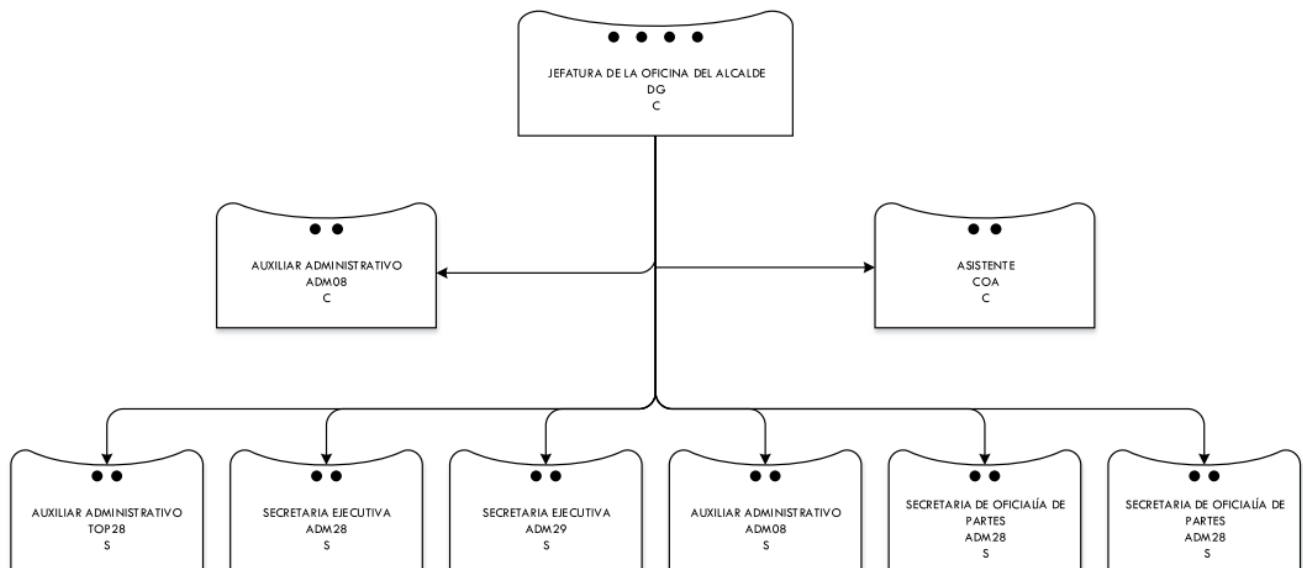 JEFATURA DE LA OFICINA DEL ALCALDE
DG
C
AUXILIAR ADMINISTRATIVO
ADM08
C
ASISTENTE
COA
C
AUXILIAR ADMINISTRATIVO
TOP28
S
SECRETARIA EJECUTIVA
ADM28
S
SECRETARIA EJECUTIVA
ADM29
S
AUXILIAR ADMINISTRATIVO
ADM08
S
SECRETARIA DE OFICIALÍA DE
PARTES
ADM28
S
SECRETARIA DE OFICIALÍA DE
PARTES
ADM28
S